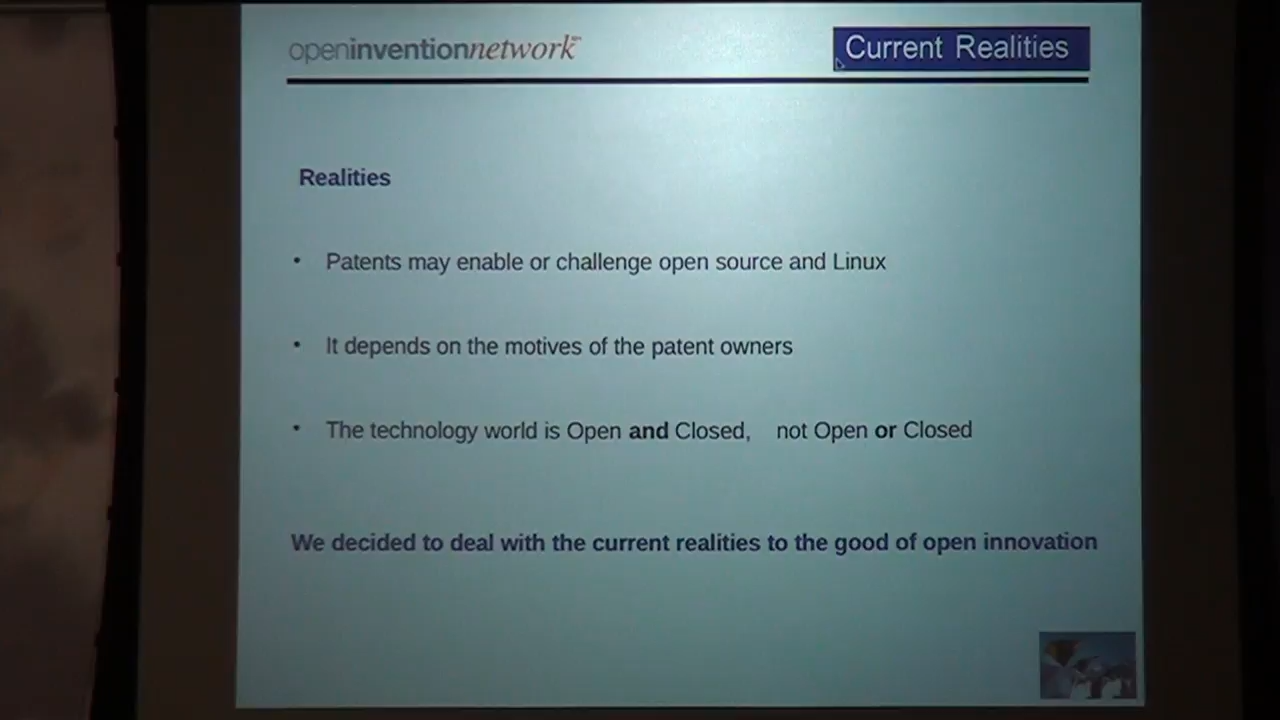 openinventionnetwork
Current Realities
Realities
• Patents may enable or challenge open source and Linux
• It depends on the motives of the patent owners
• The technology world is Open and Closed, not Open or Closed
We decided to deal with the current realities to the good of open innovation